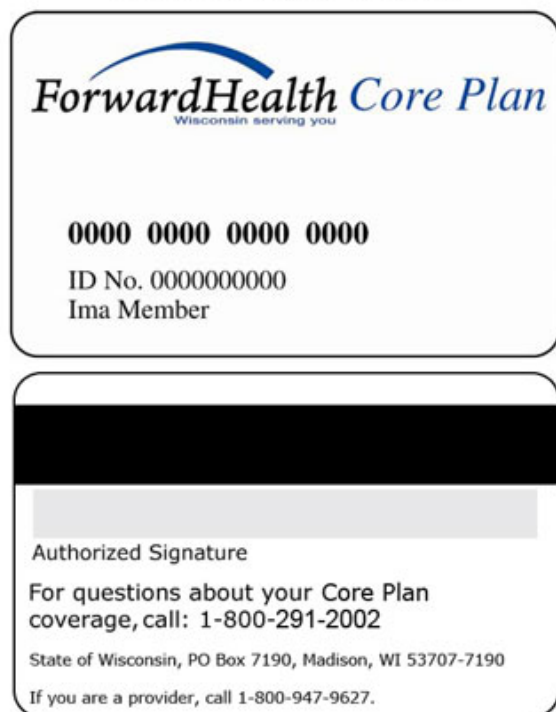 ForwardHealth Core Plan
Wisconsin serving you
0000 0000 0000 0000
ID No. 0000000000
Ima Member
Authorized Signature
For questions about your Core Plan
coverage, call: 1-800-291-2002
State of Wisconsin, PO Box 7190, Madison, WI 53707-7190
If you are a provider, call 1-800-947-9627.